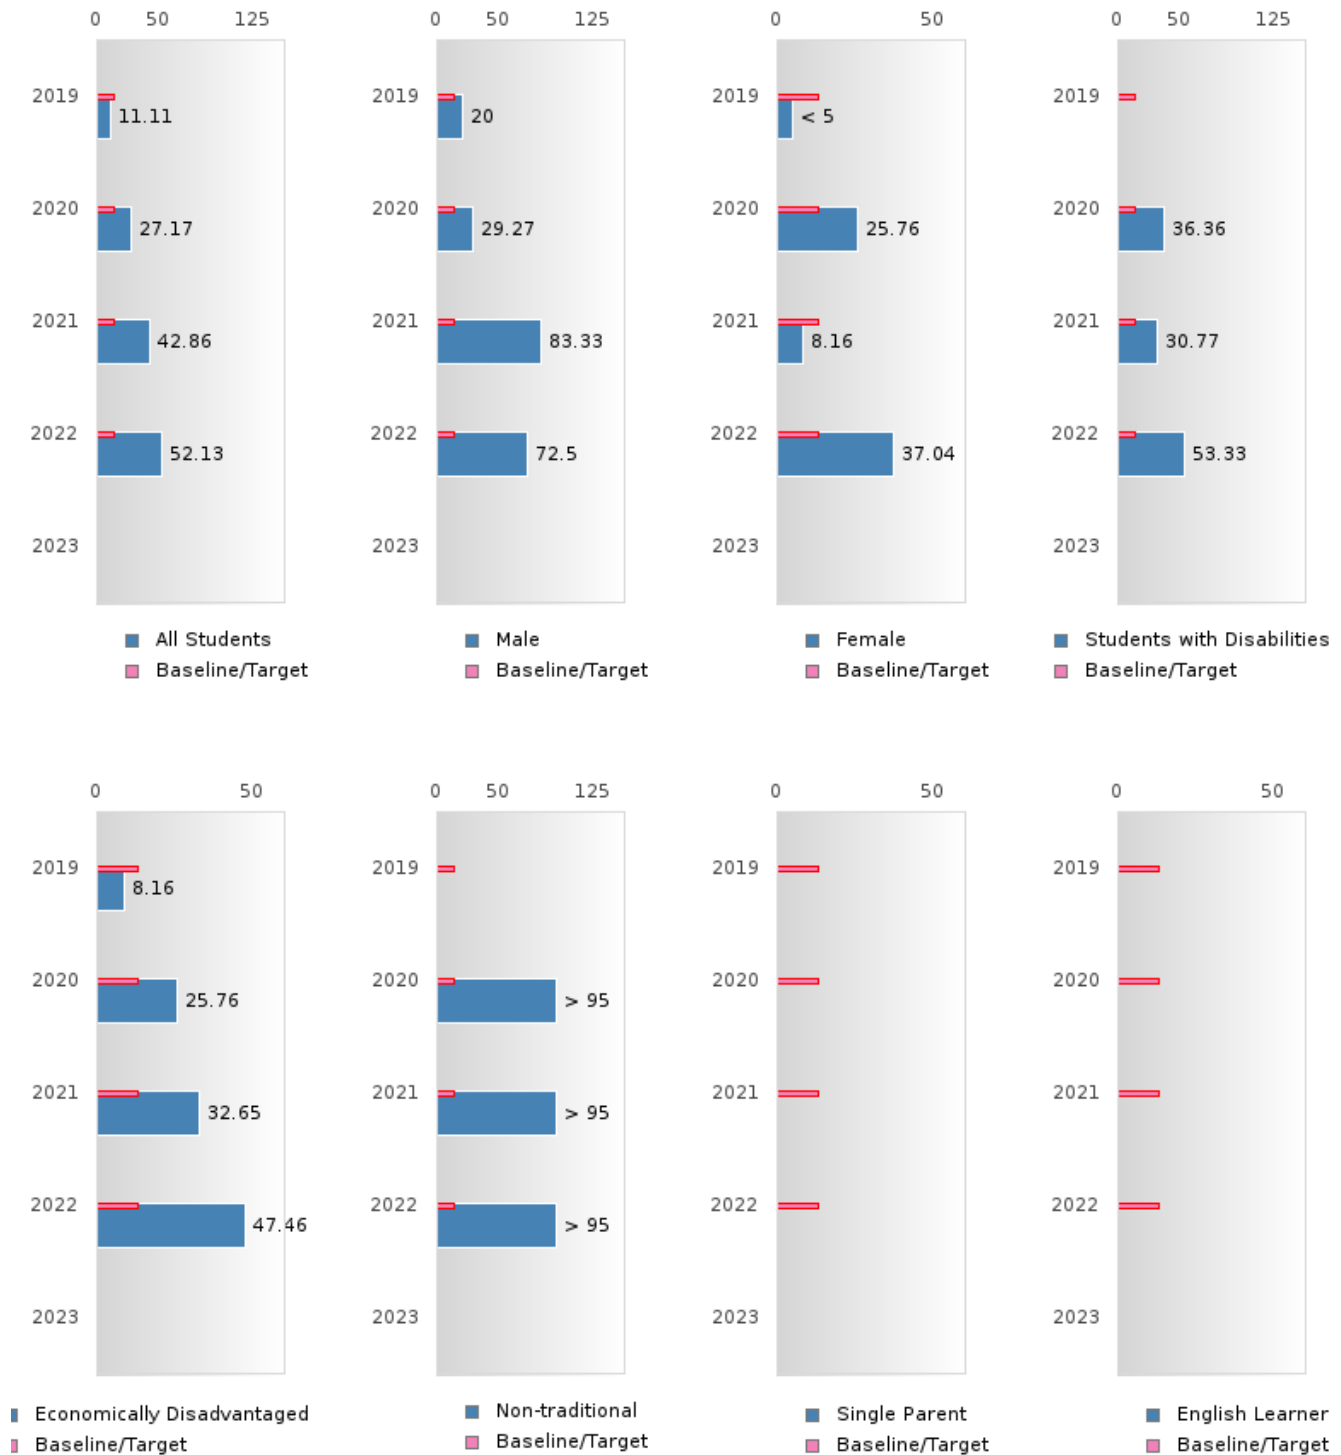 0 50 125 0 50 125 0 50 0 50 125
2019 2019 2019 2019
11.11 20 < 5
2020 2020 2020 2020
27.17 29.27 25.76 36.36
2021 2021 2021 2021
42.86 83.33 8.16 30.77
2022 2022 2022 2022
52.13 72.5 37.04 53.33
2023 2023 2023 2023
All Students Male Female Students with Disabilities
Baseline/Target Baseline/Target Baseline/Target Baseline/Target
0 50 0 50 125 0 50 0 50
2019 2019 2019 2019
8.16
2020 2020 2020 2020
25.76 > 95
2021 2021 2021 2021
32.65 > 95
2022 2022 2022 2022
47.46 > 95
2023 2023 2023 2023
Economically Disadvantaged Non-traditional Single Parent English Learner
Baseline/Target Baseline/Target Baseline/Target Baseline/Target